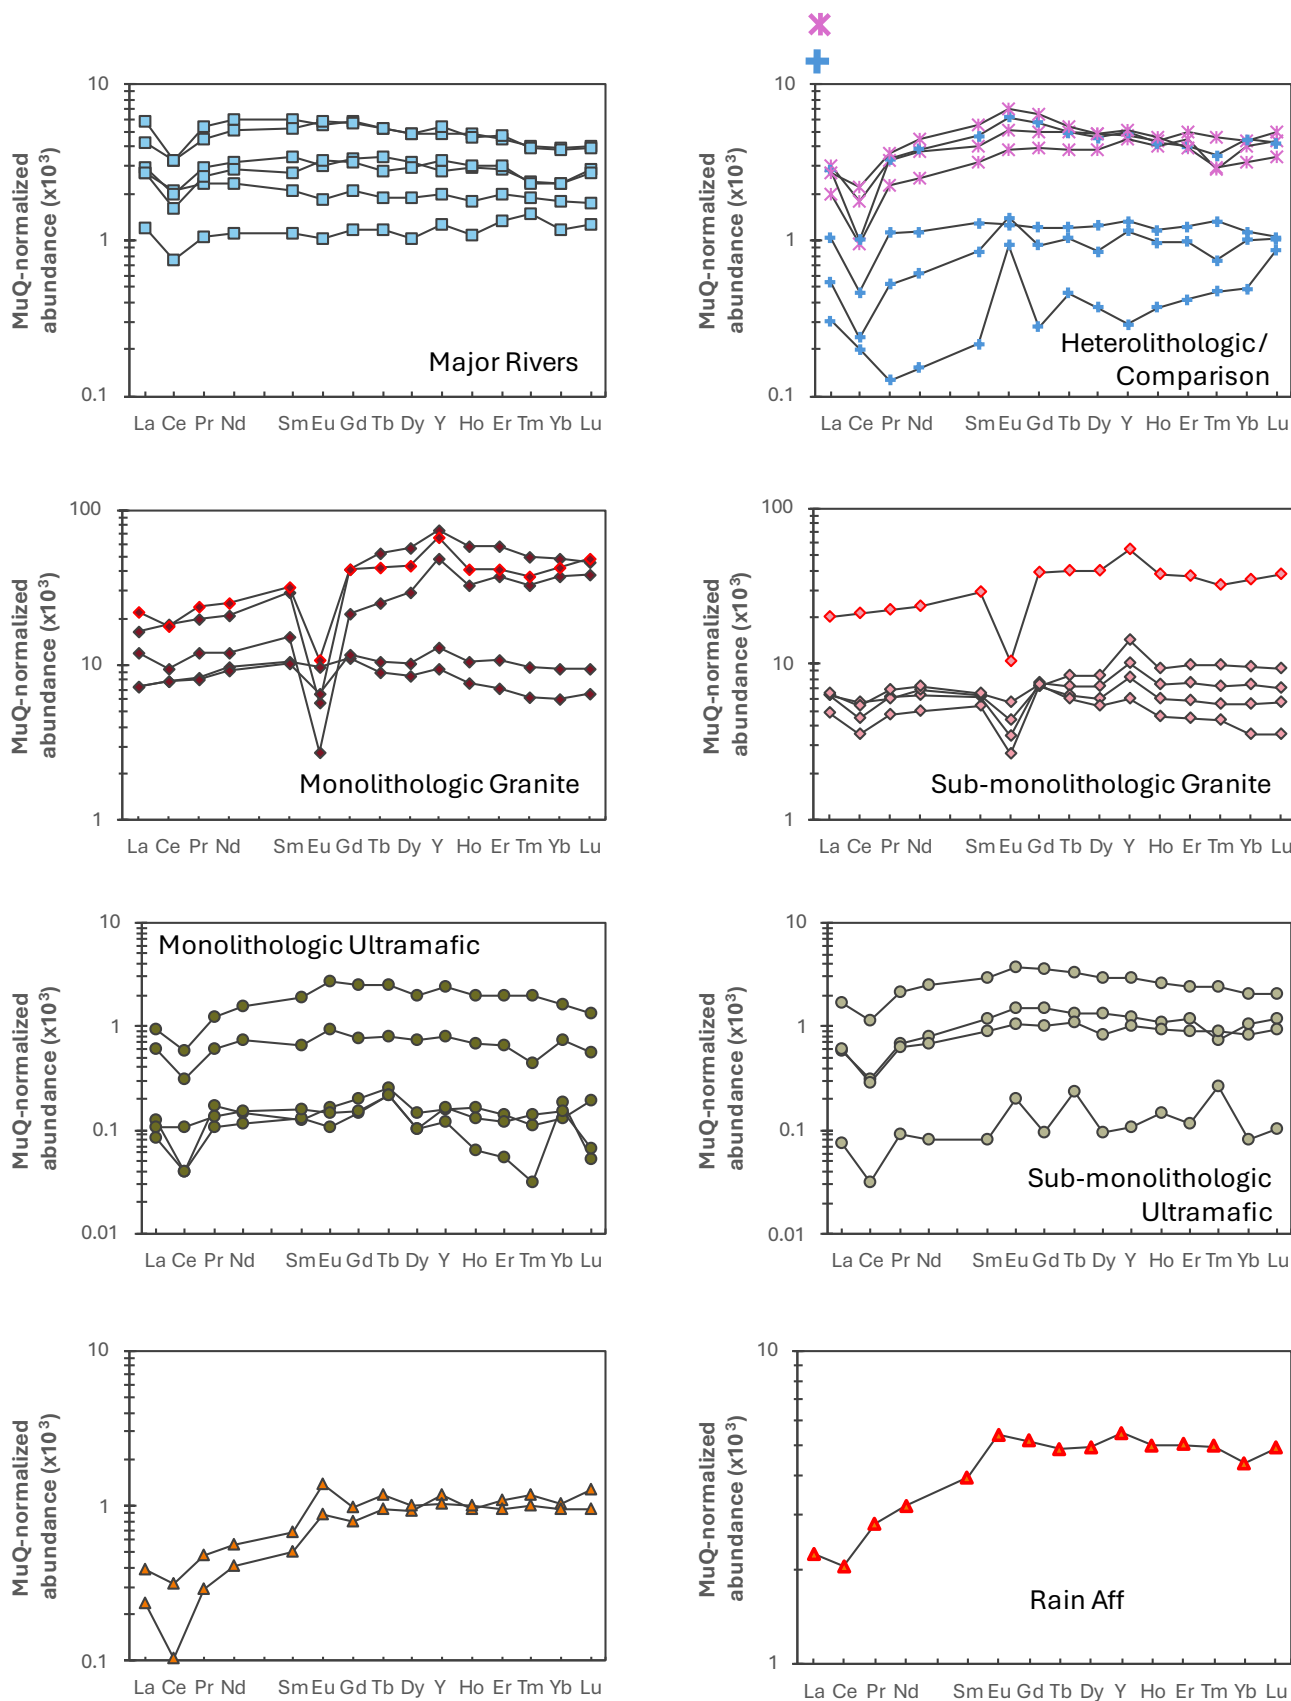 10
1
0.1
MuQ-normalized
abundance (x10³)
Major Rivers
La Ce Pr Nd Sm Eu Gd Tb Dy Y Ho Er Tm Yb Lu
10
1
0.1
MuQ-normalized
abundance (x10³)
Heterolithologic/
Comparison
La Ce Pr Nd Sm Eu Gd Tb Dy Y Ho Er Tm Yb Lu
100
10
1
MuQ-normalized
abundance (x10³)
Monolithologic Granite
La Ce Pr Nd Sm Eu Gd Tb Dy Y Ho Er Tm Yb Lu
100
10
1
MuQ-normalized
abundance (x10³)
Sub-monolithologic Granite
La Ce Pr Nd Sm Eu Gd Tb Dy Y Ho Er Tm Yb Lu
10
1
0.1
0.01
MuQ-normalized
abundance (x10³)
Monolithologic Ultramafic
La Ce Pr Nd Sm Eu Gd Tb Dy Y Ho Er Tm Yb Lu
10
1
0.1
0.01
MuQ-normalized
abundance (x10³)
Sub-monolithologic
Ultramafic
La Ce Pr Nd Sm Eu Gd Tb Dy Y Ho Er Tm Yb Lu
10
1
0.1
MuQ-normalized
abundance (x10³)
La Ce Pr Nd Sm Eu Gd Tb Dy Y Ho Er Tm Yb Lu
10
1
MuQ-normalized
abundance (x10³)
Rain Aff
La Ce Pr Nd Sm Eu Gd Tb Dy Y Ho Er Tm Yb Lu